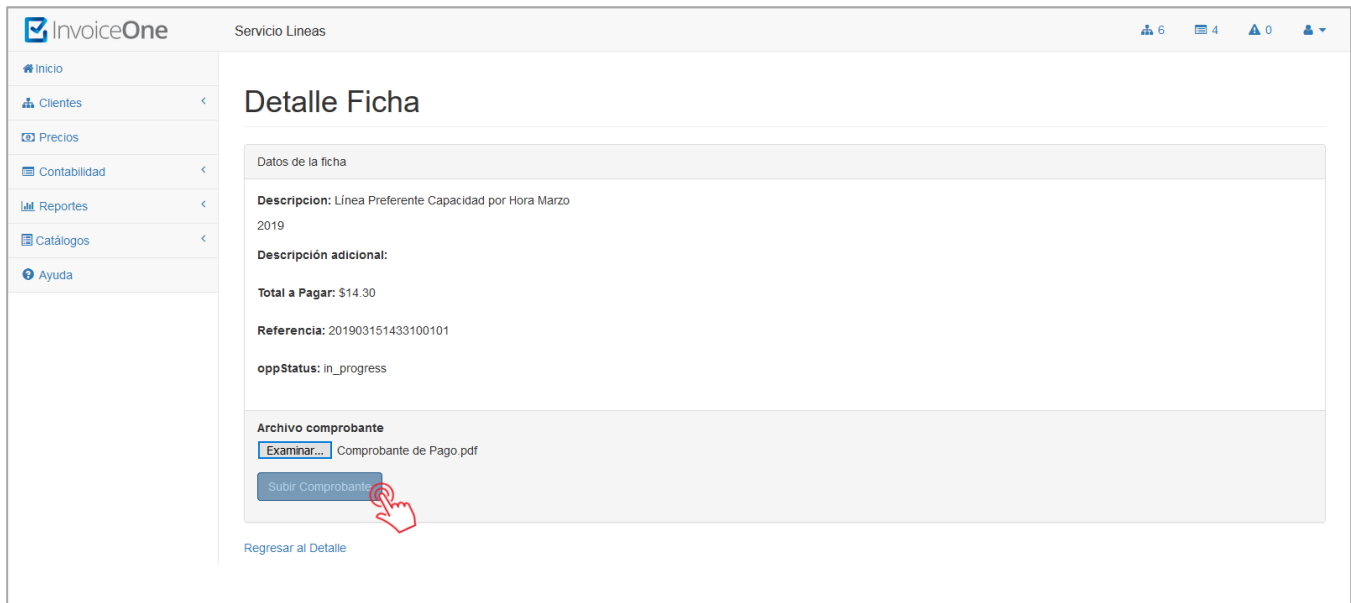 InvoiceOne
Servicio Lineas
6
4
0
Inicio
Clientes
Precios
Contabilidad
Reportes
Catálogos
Ayuda
Detalle Ficha
Datos de la ficha
Descripcion: Línea Preferente Capacidad por Hora Marzo
2019
Descripción adicional:
Total a Pagar: $14.30
Referencia: 201903151433100101
oppStatus: in_progress
Archivo comprobante
Examinar... Comprobante de Pago.pdf
Subir Comprobante
Regresar al Detalle